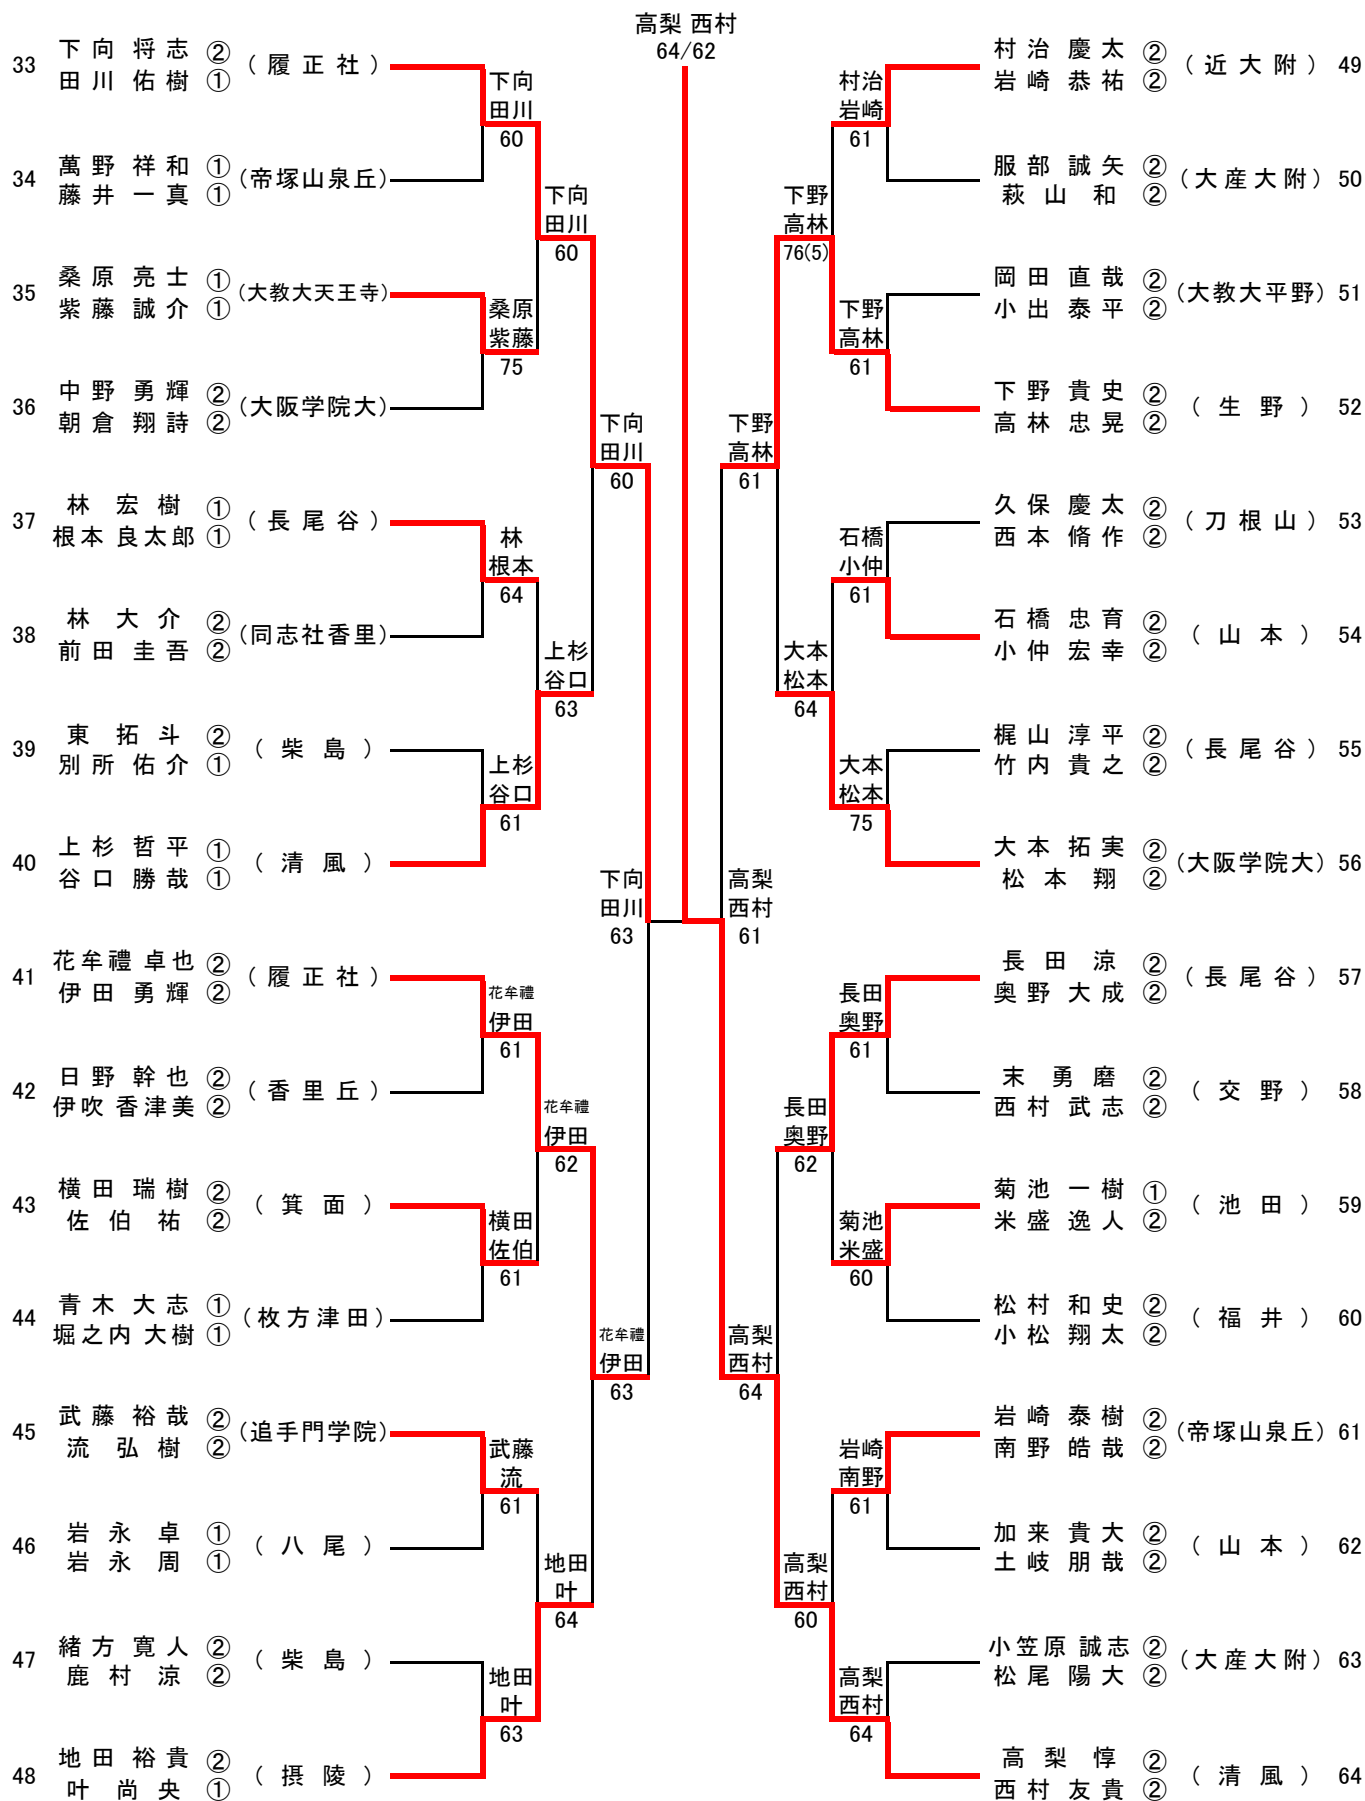 高梨 西村
64/62
33 下向 将志 ② (履正社)
田川 佑樹 ①
34 萬野 祥和 ① (帝塚山泉丘)
藤井 一真 ①
35 桑原 亮士 ① (大教大天王寺)
紫藤 誠介 ①
36 中野 勇輝 ② (大阪学院大)
朝倉 翔詩 ②
37 林 宏樹 ① (長尾谷)
根本 良太郎 ①
38 林 大介 ② (同志社香里)
前田 圭吾 ②
39 東 拓斗 ② (柴島)
別所 佑介 ①
40 上杉 哲平 ① (清風)
谷口 勝哉 ①
41 花牟禮 卓也 ② (履正社)
伊田 勇輝 ②
42 日野 幹也 ② (香里丘)
伊吹 香津美 ②
43 横田 瑞樹 ② (箕面)
佐伯 祐 ②
44 青木 大志 ① (枚方津田)
堀之内 大樹 ①
45 武藤 裕哉 ② (追手門学院)
流 弘樹 ②
46 岩永 卓 ① (八尾)
岩永 周 ①
47 緒方 寛人 ② (柴島)
鹿村 涼 ②
48 地田 裕貴 ② (摂陵)
叶 尚央 ①
下向
田川
60
桑原
紫藤
75
林
根本
64
上杉
谷口
61
花牟禮
伊田
61
横田
佐伯
61
武藤
流
61
地田
叶
63
下向
田川
60
上杉
谷口
63
花牟禮
伊田
62
地田
叶
64
下向
田川
60
花牟禮
伊田
63
下向
田川
63
高梨
西村
61
下野
高林
61
高梨
西村
64
下野
高林
76(5)
大本
松本
64
長田
奥野
62
高梨
西村
60
村治
岩崎
61
下野
高林
61
石橋
小仲
61
大本
松本
75
長田
奥野
61
菊池
米盛
60
岩崎
南野
61
高梨
西村
64
村治 慶太 ② (近大附) 49
岩崎 恭祐 ②
服部 誠矢 ② (大産大附) 50
萩山 和 ②
岡田 直哉 ② (大教大平野) 51
小出 泰平 ②
下野 貴史 ② (生野) 52
高林 忠晃 ②
久保 慶太 ② (刀根山) 53
西本 脩作 ②
石橋 忠育 ② (山本) 54
小仲 宏幸 ②
梶山 淳平 ② (長尾谷) 55
竹内 貴之 ②
大本 拓実 ② (大阪学院大) 56
松本 翔 ②
長田 涼 ② (長尾谷) 57
奥野 大成 ②
末 勇磨 ② (交野) 58
西村 武志 ②
菊池 一樹 ① (池田) 59
米盛 逸人 ②
松村 和史 ② (福井) 60
小松 翔太 ②
岩崎 泰樹 ② (帝塚山泉丘) 61
南野 皓哉 ②
加来 貴大 ② (山本) 62
土岐 朋哉 ②
小笠原 誠志 ② (大産大附) 63
松尾 陽大 ②
高梨 惇 ② (清風) 64
西村 友貴 ②